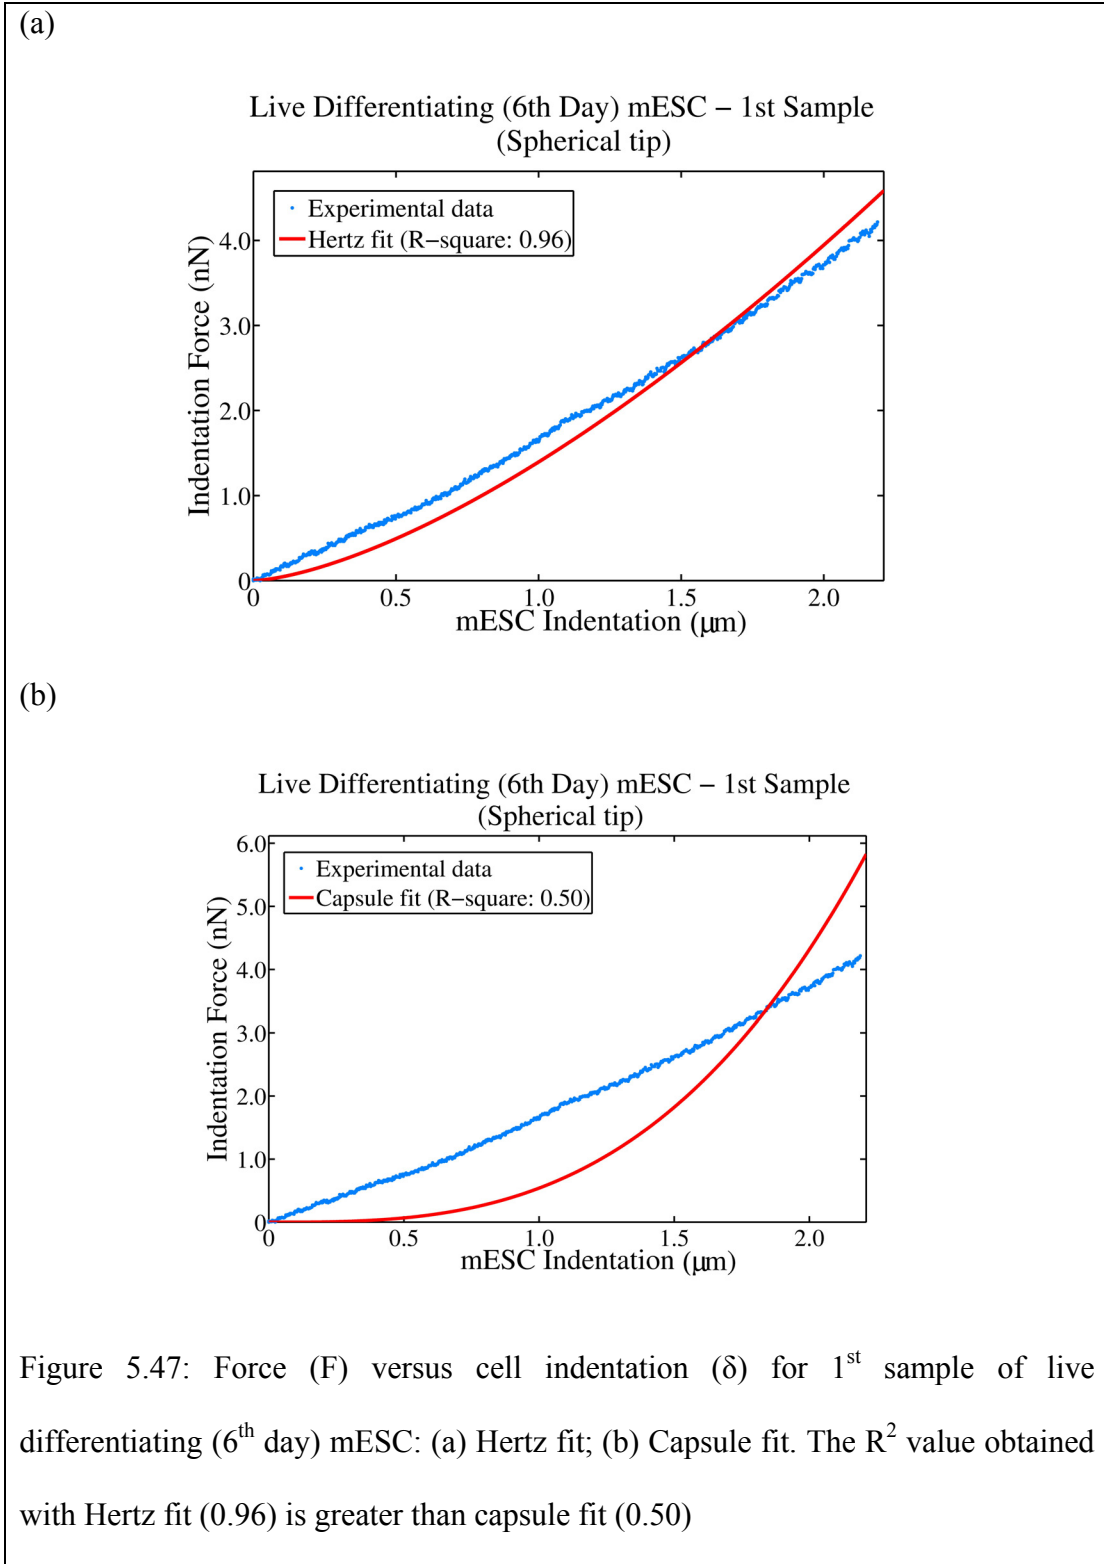 (a)
Live Differentiating (6th Day) mESC − 1st Sample
(Spherical tip)
Experimental data
Hertz fit (R−square: 0.96)
Indentation Force (nN)
4.0
3.0
2.0
1.0
0
0 0.5 1.0 1.5 2.0
mESC Indentation (μm)
(b)
Live Differentiating (6th Day) mESC − 1st Sample
(Spherical tip)
Experimental data
Capsule fit (R−square: 0.50)
Indentation Force (nN)
6.0
5.0
4.0
3.0
2.0
1.0
0
0 0.5 1.0 1.5 2.0
mESC Indentation (μm)
Figure 5.47: Force (F) versus cell indentation (δ) for 1st sample of live
differentiating (6th day) mESC: (a) Hertz fit; (b) Capsule fit. The R2 value obtained
with Hertz fit (0.96) is greater than capsule fit (0.50)